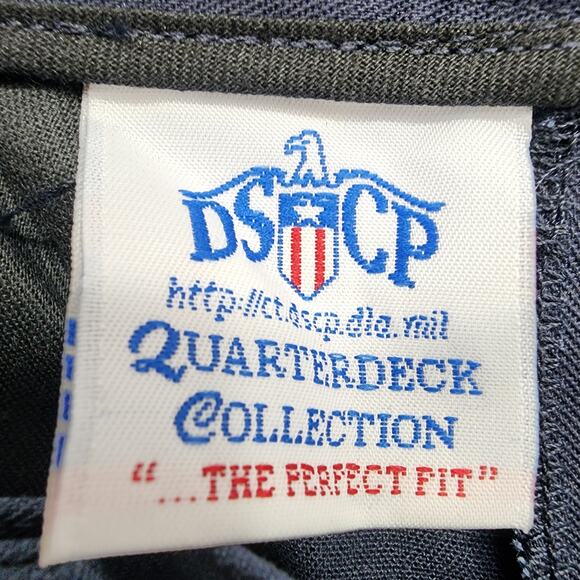 DSCP
http://ct.dscp.dla.mil
QUARTERDECK
COLLECTION
"...THE PERFECT FIT"